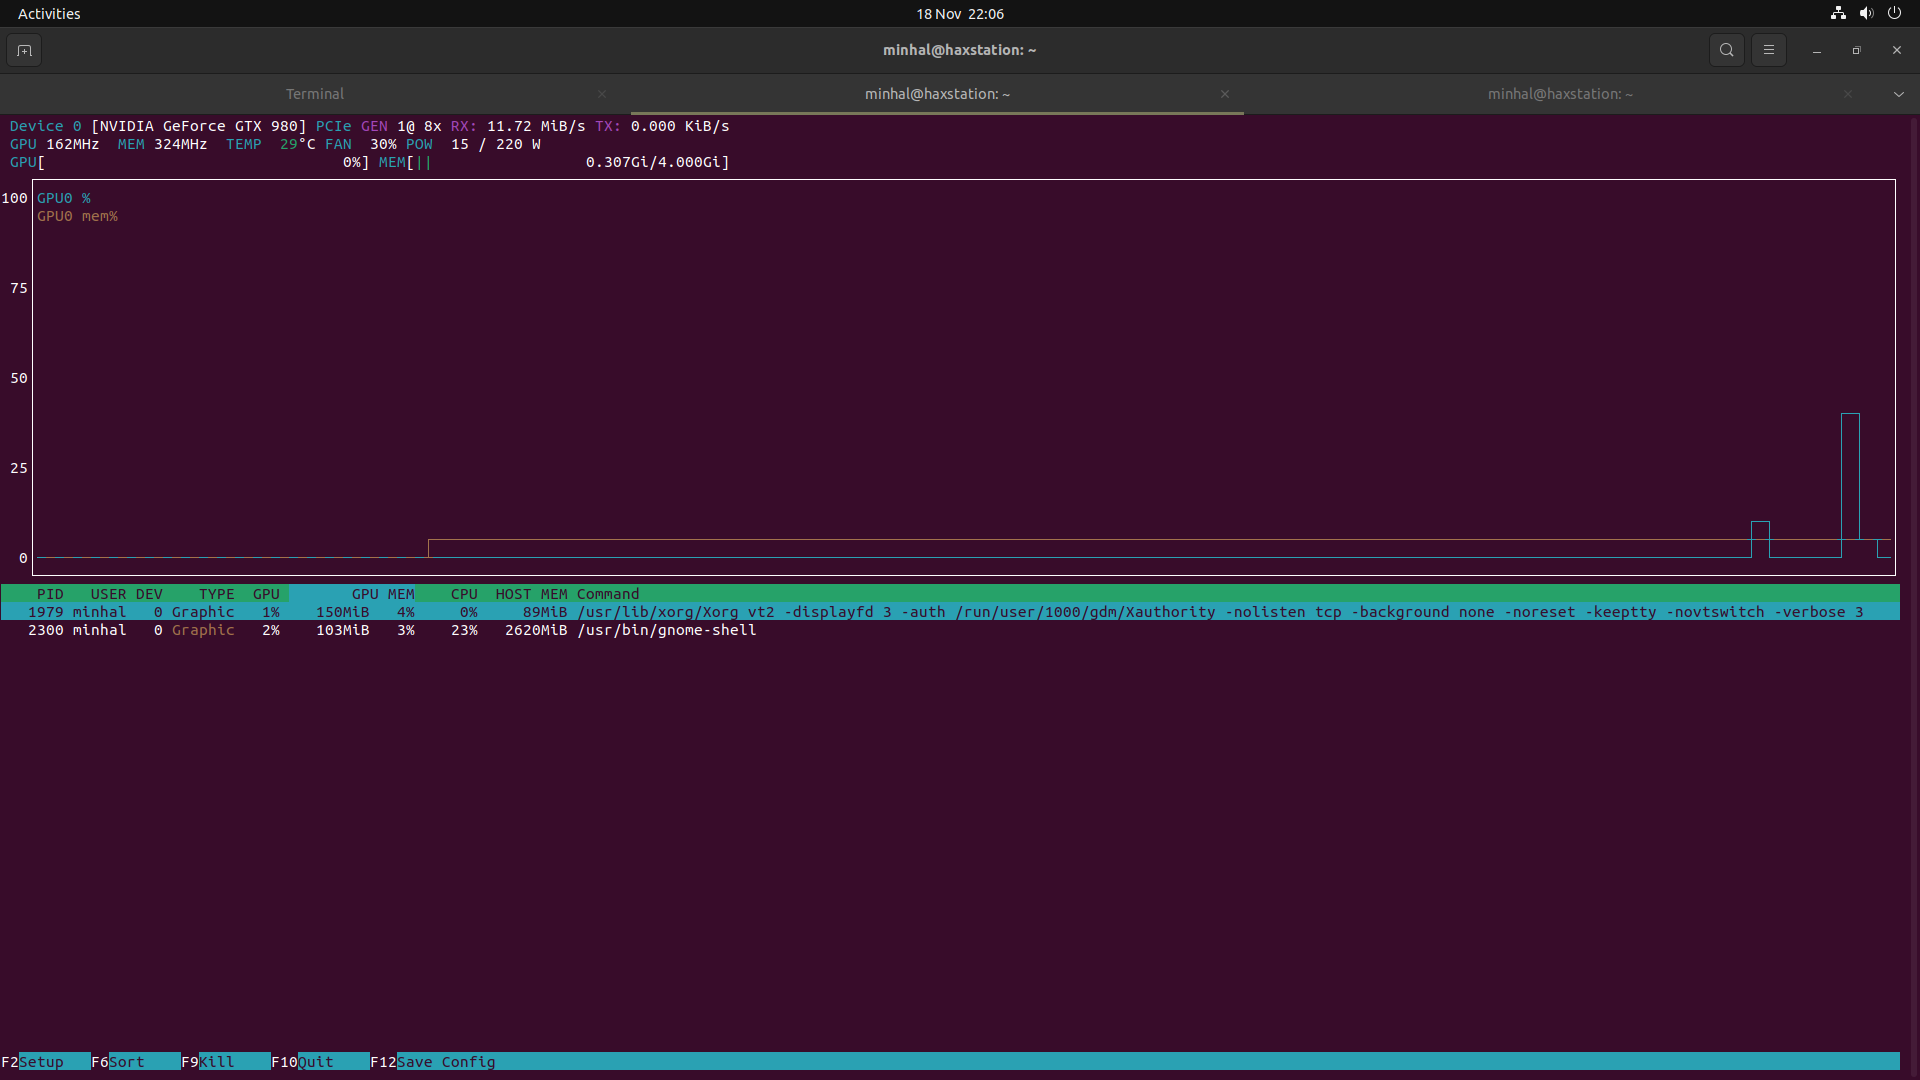 Activities
18 Nov 22:06
minhal@haxstation: ~
Terminal
minhal@haxstation: ~
minhal@haxstation: ~
Device 0 [NVIDIA GeForce GTX 980] PCIe GEN 1@ 8x RX: 11.72 MiB/s TX: 0.000 KiB/s
GPU 162MHz MEM 324MHz TEMP 29°C FAN 30% POW 15 / 220 W
GPU[ 0%] MEM[|| 0.307Gi/4.000Gi]
100
GPU0 %
GPU0 mem%
75
50
25
0
PID USER DEV TYPE GPU GPU MEM CPU HOST MEM Command
1979 minhal 0 Graphic 1% 150MiB 4% 0% 89MiB /usr/lib/xorg/Xorg vt2 -displayfd 3 -auth /run/user/1000/gdm/Xauthority -nolisten tcp -background none -noreset -keeptty -novtswitch -verbose 3
2300 minhal 0 Graphic 2% 103MiB 3% 23% 2620MiB /usr/bin/gnome-shell
F2Setup F6Sort F9Kill F10Quit F12Save Config